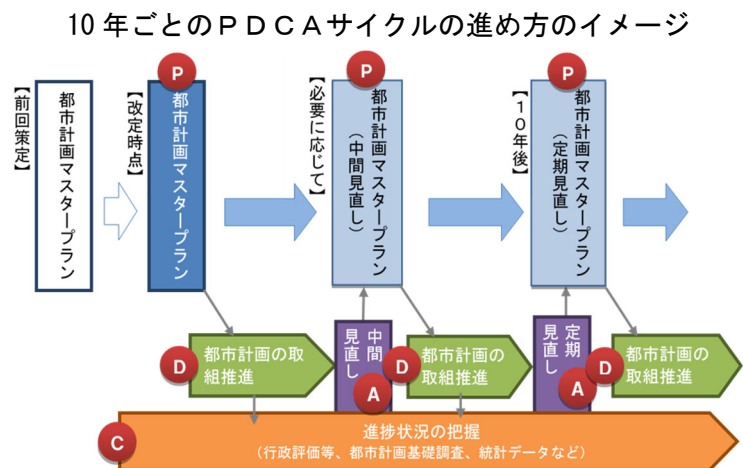 10年ごとのＰＤＣＡサイクルの進め方のイメージ
【前回策定】
都市計画マスタープラン
【改定時点】
P
都市計画マスタープラン
【必要に応じて】
P
都市計画マスタープラン
（中間見直し）
【１０年後】
P
都市計画マスタープラン
（定期見直し）
D
都市計画の取
組推進
中間
見直し
A
D
都市計画の
取組推進
定期
見直し
A
D
都市計画の
取組推進
C
進捗状況の把握
（行政評価等、都市計画基礎調査、統計データなど）